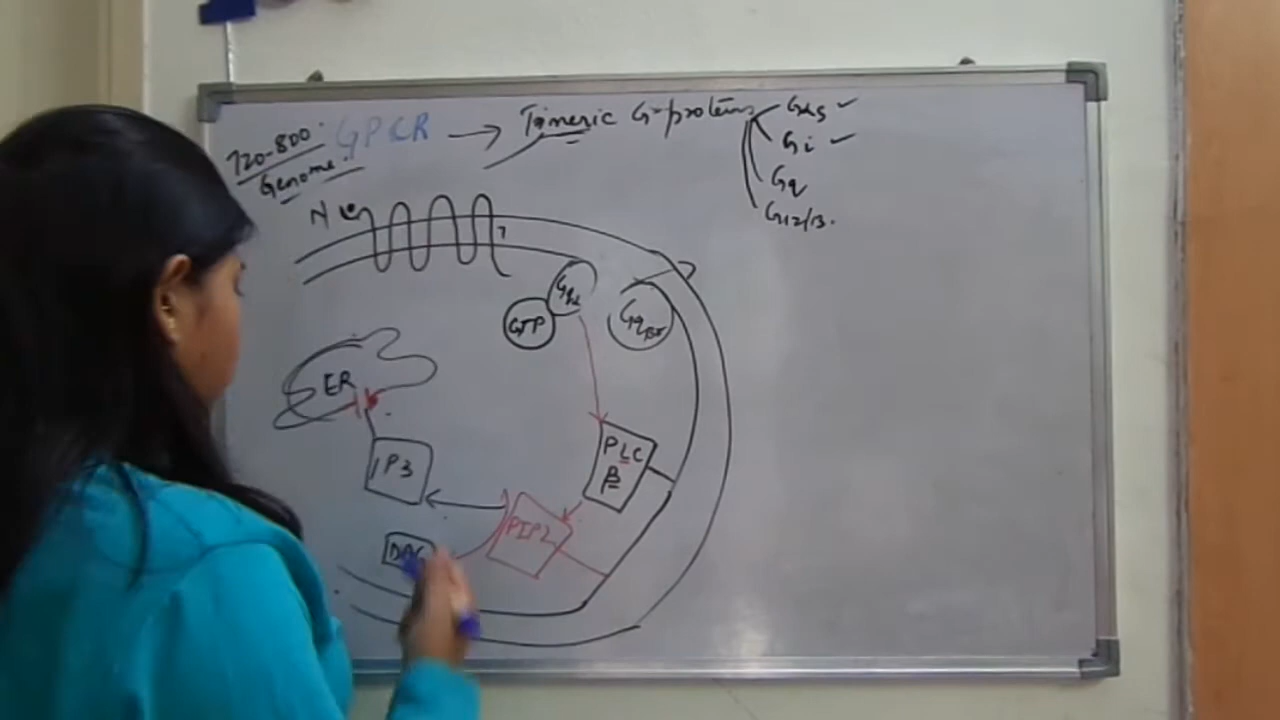 720-800.
Genome.
GPCR → Trimeric G-proteins
Gαs ✓
Gi ✓
Gq
G12/13.
N
7
Gqα
GTP
Gqβγ
ER
PLC
β
IP3
PIP2
DAG